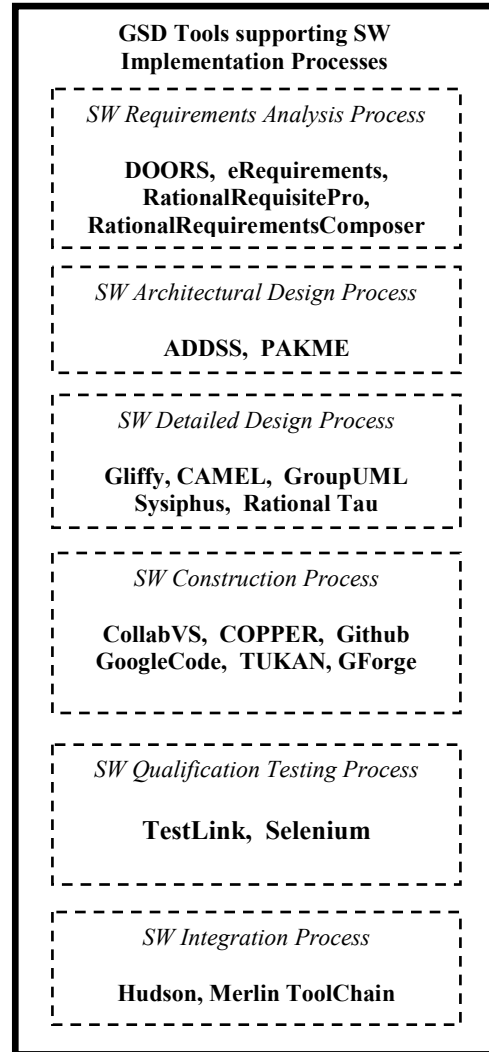 GSD Tools supporting SW
Implementation Processes
SW Requirements Analysis Process
DOORS, eRequirements,
RationalRequisitePro,
RationalRequirementsComposer
SW Architectural Design Process
ADDSS, PAKME
SW Detailed Design Process
Gliffy, CAMEL, GroupUML
Sysiphus, Rational Tau
SW Construction Process
CollabVS, COPPER, Github
GoogleCode, TUKAN, GForge
SW Qualification Testing Process
TestLink, Selenium
SW Integration Process
Hudson, Merlin ToolChain